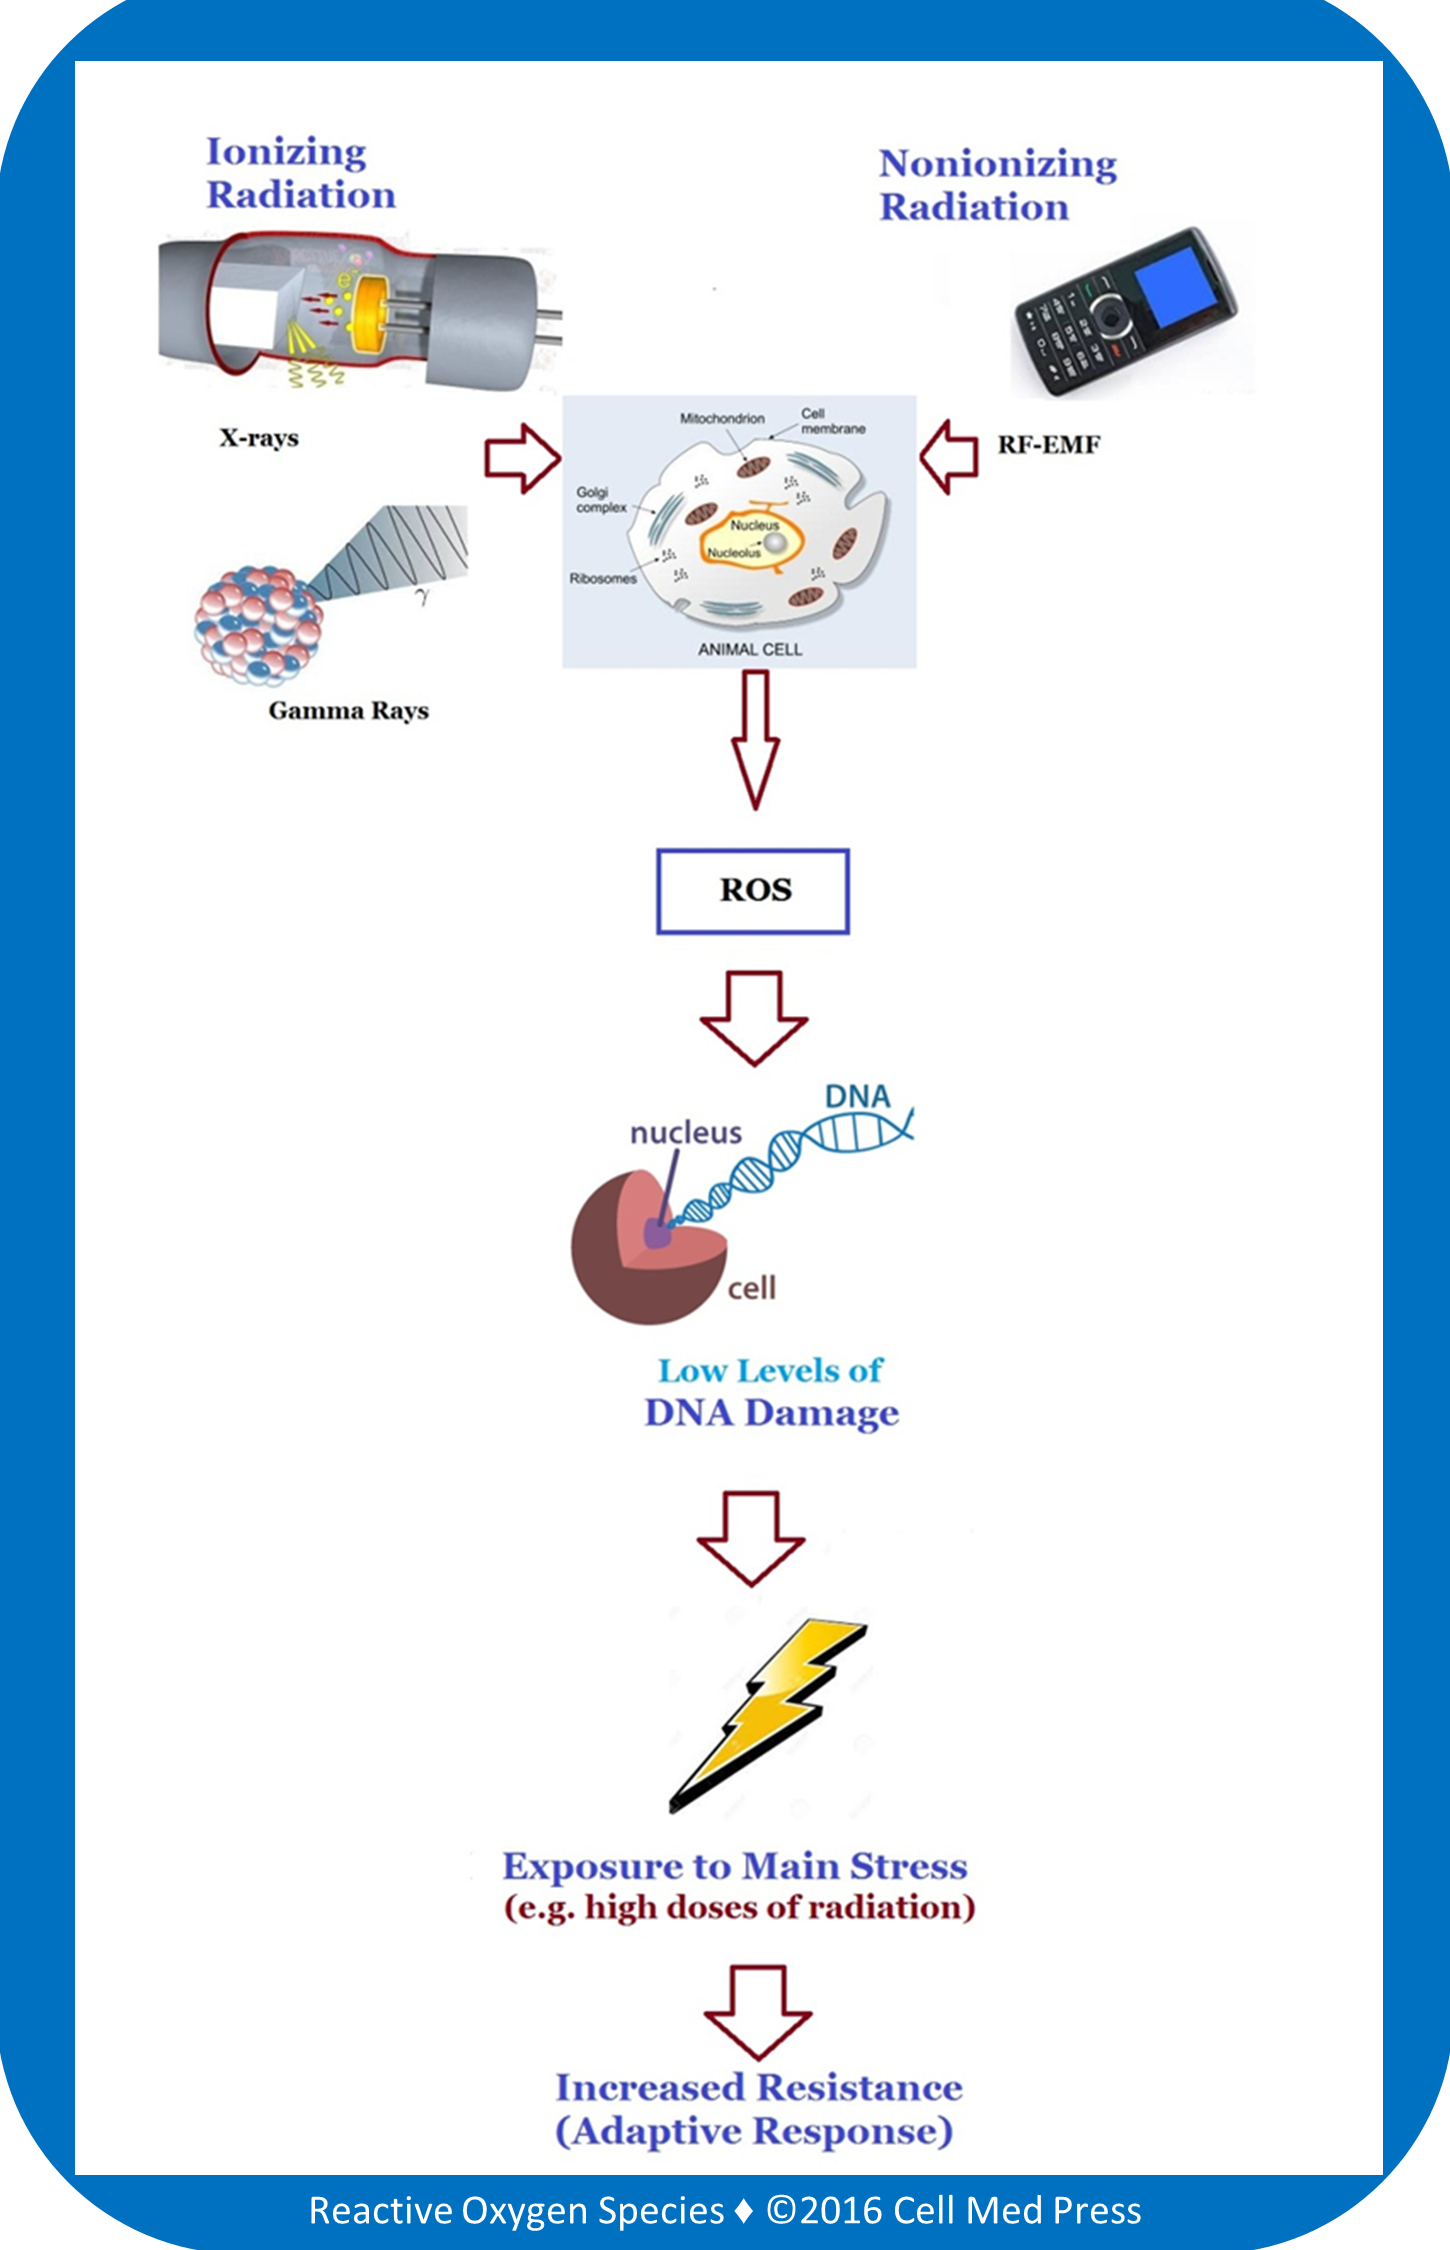 Ionizing
Radiation
Nonionizing
Radiation
e⁻
X-rays
RF-EMF
Mitochondrion
Cell
membrane
Golgi
complex
Nucleus
Nucleolus
Ribosomes
ANIMAL CELL
γ
Gamma Rays
ROS
DNA
nucleus
cell
Low Levels of
DNA Damage
Exposure to Main Stress
(e.g. high doses of radiation)
Increased Resistance
(Adaptive Response)
Reactive Oxygen Species ♦ ©2016 Cell Med Press